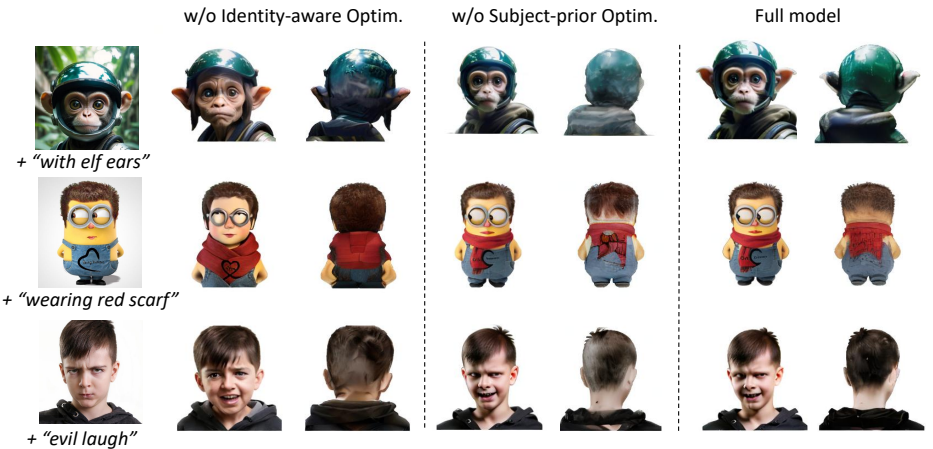 w/o Identity-aware Optim.
w/o Subject-prior Optim.
Full model
+ “with elf ears”
+ “wearing red scarf”
+ “evil laugh”